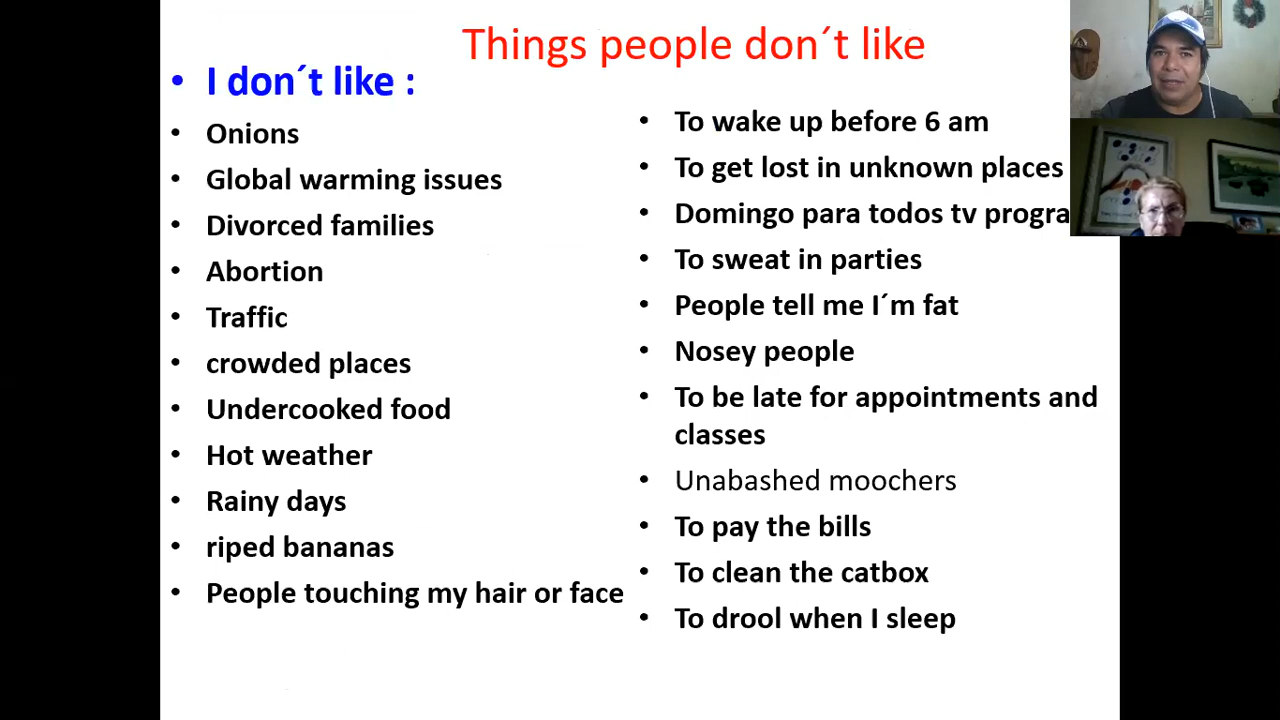 Things people don´t like
I don´t like :
Onions
Global warming issues
Divorced families
Abortion
Traffic
crowded places
Undercooked food
Hot weather
Rainy days
riped bananas
People touching my hair or face
To wake up before 6 am
To get lost in unknown places
Domingo para todos tv progra
To sweat in parties
People tell me I´m fat
Nosey people
To be late for appointments and
classes
Unabashed moochers
To pay the bills
To clean the catbox
To drool when I sleep